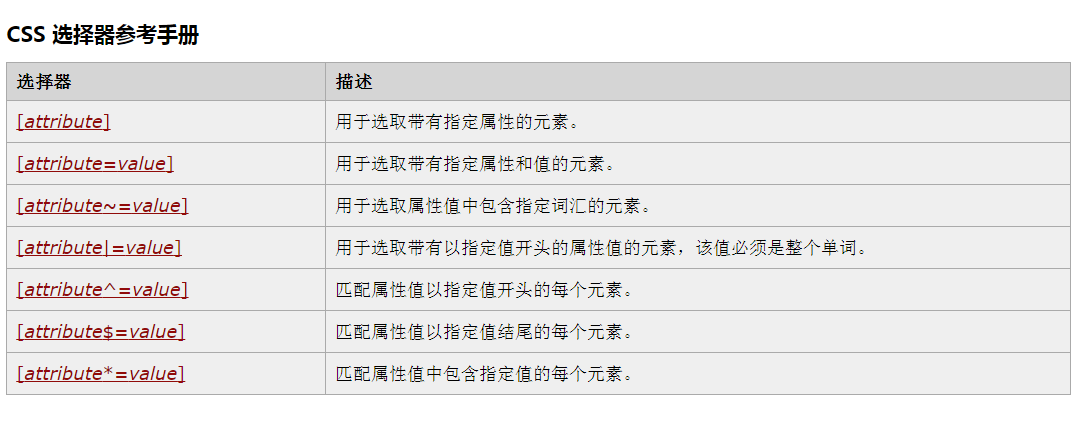 CSS 选择器参考手册
选择器 描述
[attribute] 用于选取带有指定属性的元素。
[attribute=value] 用于选取带有指定属性和值的元素。
[attribute~=value] 用于选取属性值中包含指定词汇的元素。
[attribute|=value] 用于选取带有以指定值开头的属性值的元素，该值必须是整个单词。
[attribute^=value] 匹配属性值以指定值开头的每个元素。
[attribute$=value] 匹配属性值以指定值结尾的每个元素。
[attribute*=value] 匹配属性值中包含指定值的每个元素。